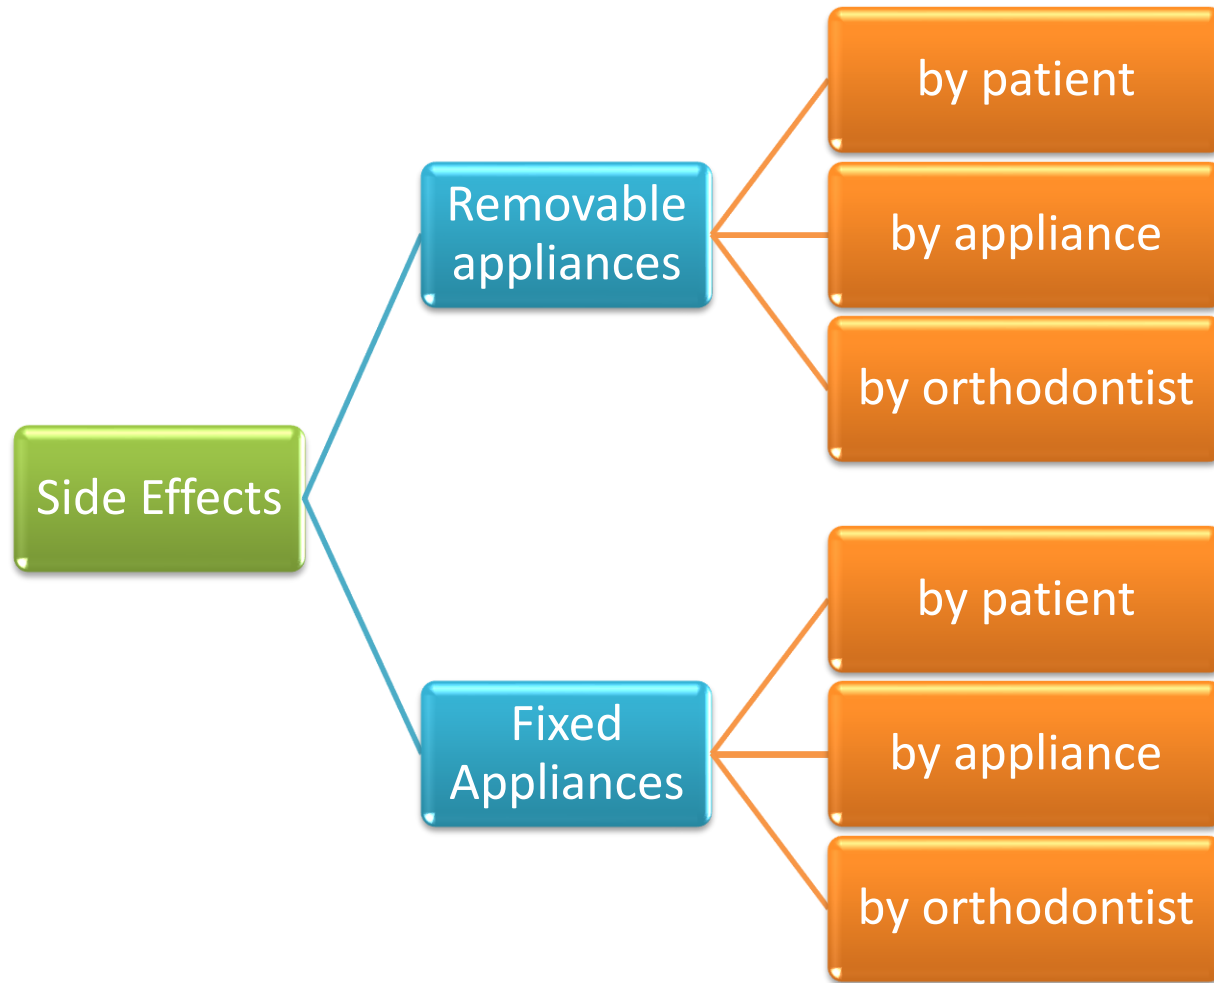 Side Effects
Removable
appliances
by patient
by appliance
by orthodontist
Fixed
Appliances
by patient
by appliance
by orthodontist